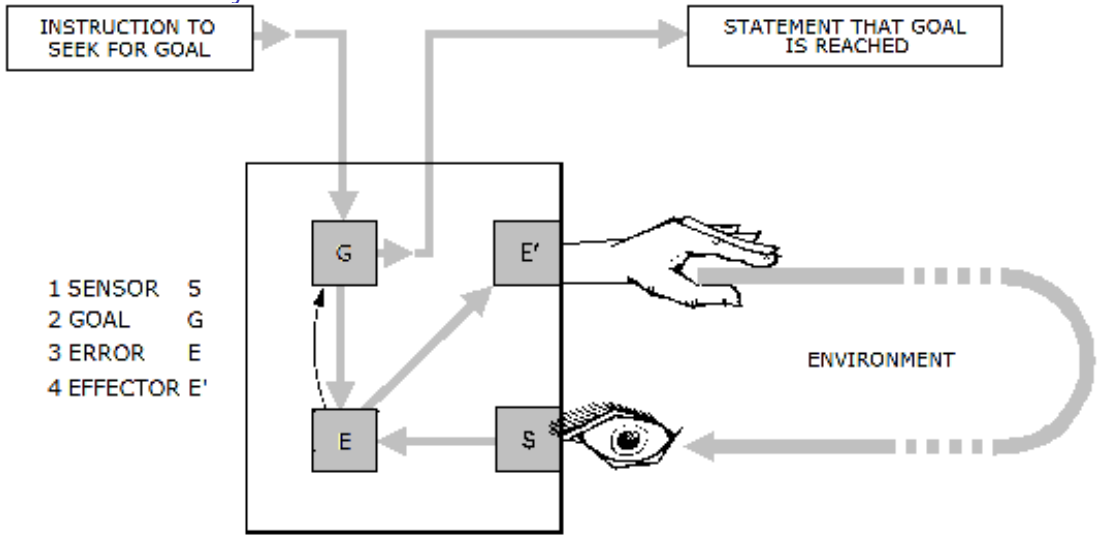 INSTRUCTION TO
SEEK FOR GOAL
STATEMENT THAT GOAL
IS REACHED
G
E'
1 SENSOR S
2 GOAL G
3 ERROR E
4 EFFECTOR E'
ENVIRONMENT
E
S